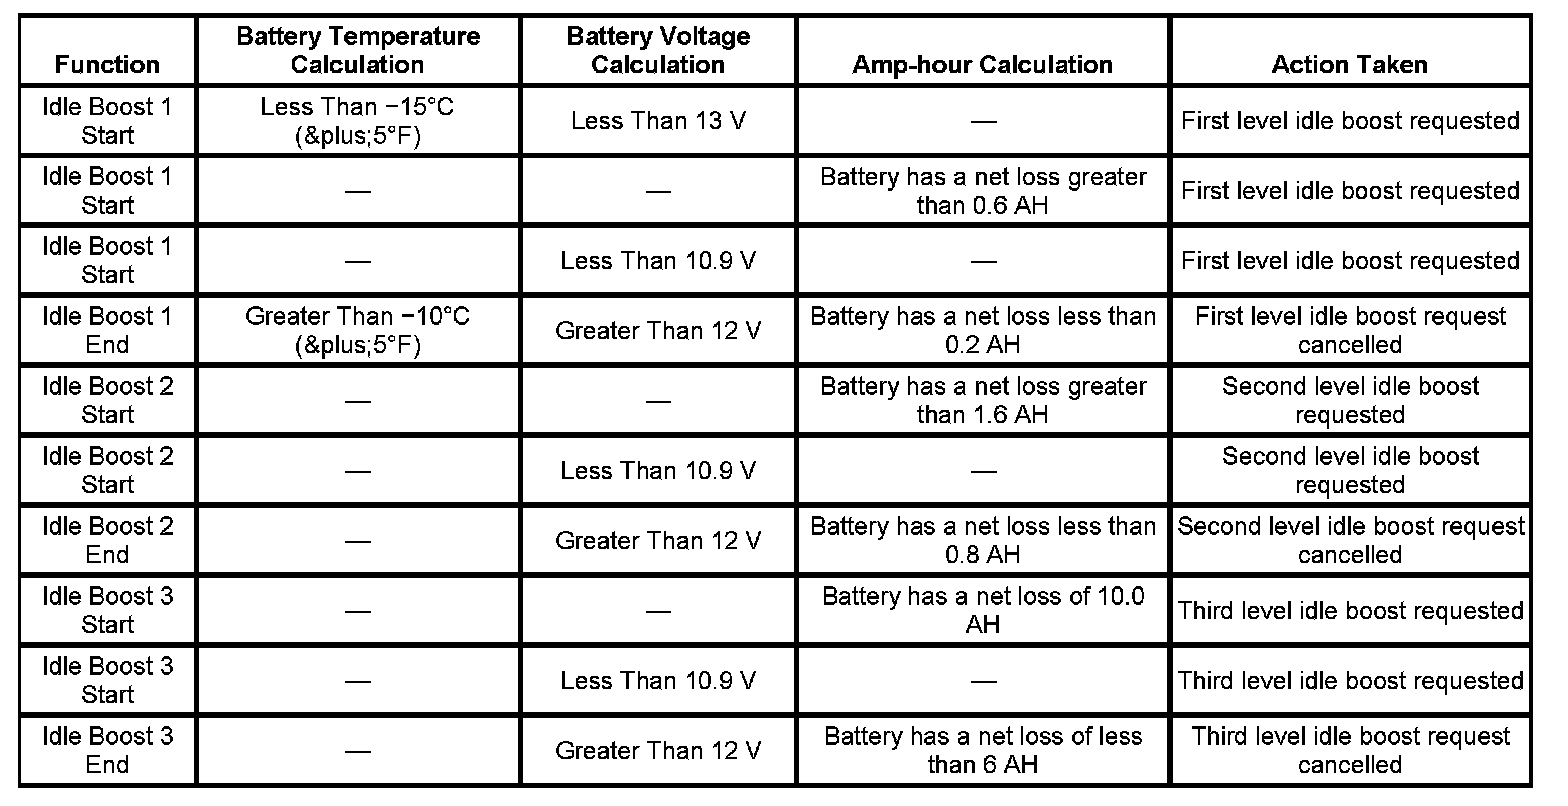 Function
Battery Temperature
Calculation
Battery Voltage
Calculation
Amp-hour Calculation
Action Taken
Idle Boost 1
Start
Less Than −15°C
(&plus;5°F)
Less Than 13 V
—
First level idle boost requested
Idle Boost 1
Start
—
—
Battery has a net loss greater
than 0.6 AH
First level idle boost requested
Idle Boost 1
Start
—
Less Than 10.9 V
—
First level idle boost requested
Idle Boost 1
End
Greater Than −10°C
(&plus;5°F)
Greater Than 12 V
Battery has a net loss less than
0.2 AH
First level idle boost request
cancelled
Idle Boost 2
Start
—
—
Battery has a net loss greater
than 1.6 AH
Second level idle boost
requested
Idle Boost 2
Start
—
Less Than 10.9 V
—
Second level idle boost
requested
Idle Boost 2
End
—
Greater Than 12 V
Battery has a net loss less than
0.8 AH
Second level idle boost request
cancelled
Idle Boost 3
Start
—
—
Battery has a net loss of 10.0
AH
Third level idle boost requested
Idle Boost 3
Start
—
Less Than 10.9 V
—
Third level idle boost requested
Idle Boost 3
End
—
Greater Than 12 V
Battery has a net loss of less
than 6 AH
Third level idle boost request
cancelled